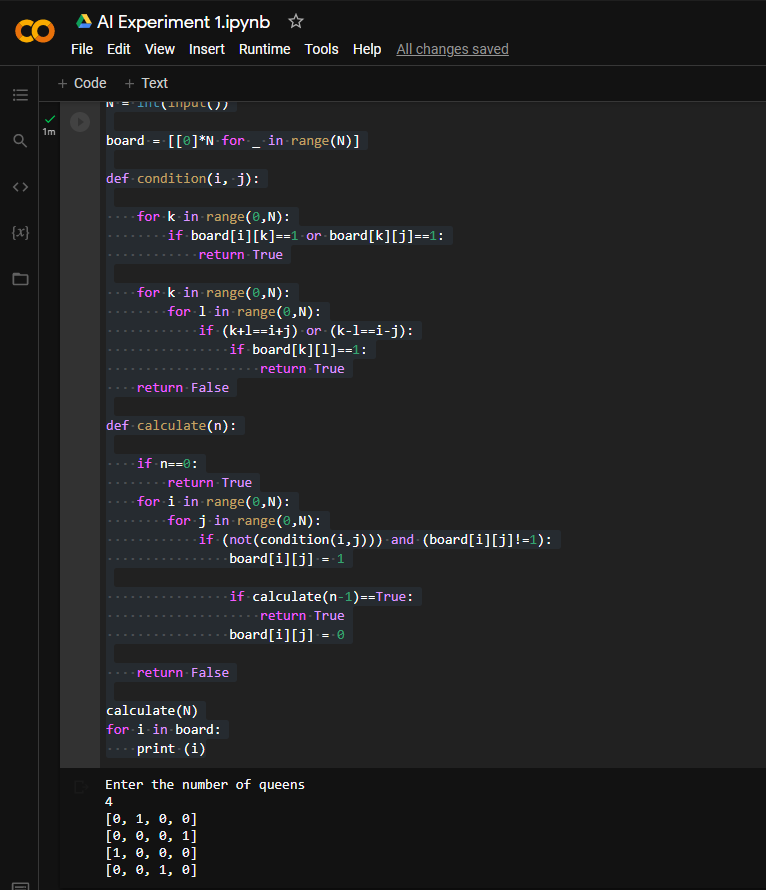 AI Experiment 1.ipynb
File Edit View Insert Runtime Tools Help All changes saved
+ Code + Text
1m
N = int(input())
board = [[0]*N for _ in range(N)]
def condition(i, j):
    for k in range(0,N):
        if board[i][k]==1 or board[k][j]==1:
            return True
    for k in range(0,N):
        for l in range(0,N):
            if (k+l==i+j) or (k-l==i-j):
                if board[k][l]==1:
                    return True
    return False
def calculate(n):
    if n==0:
        return True
    for i in range(0,N):
        for j in range(0,N):
            if (not(condition(i,j))) and (board[i][j]!=1):
                board[i][j] = 1
                if calculate(n-1)==True:
                    return True
                board[i][j] = 0
    return False
calculate(N)
for i in board:
    print (i)
Enter the number of queens
4
[0, 1, 0, 0]
[0, 0, 0, 1]
[1, 0, 0, 0]
[0, 0, 1, 0]